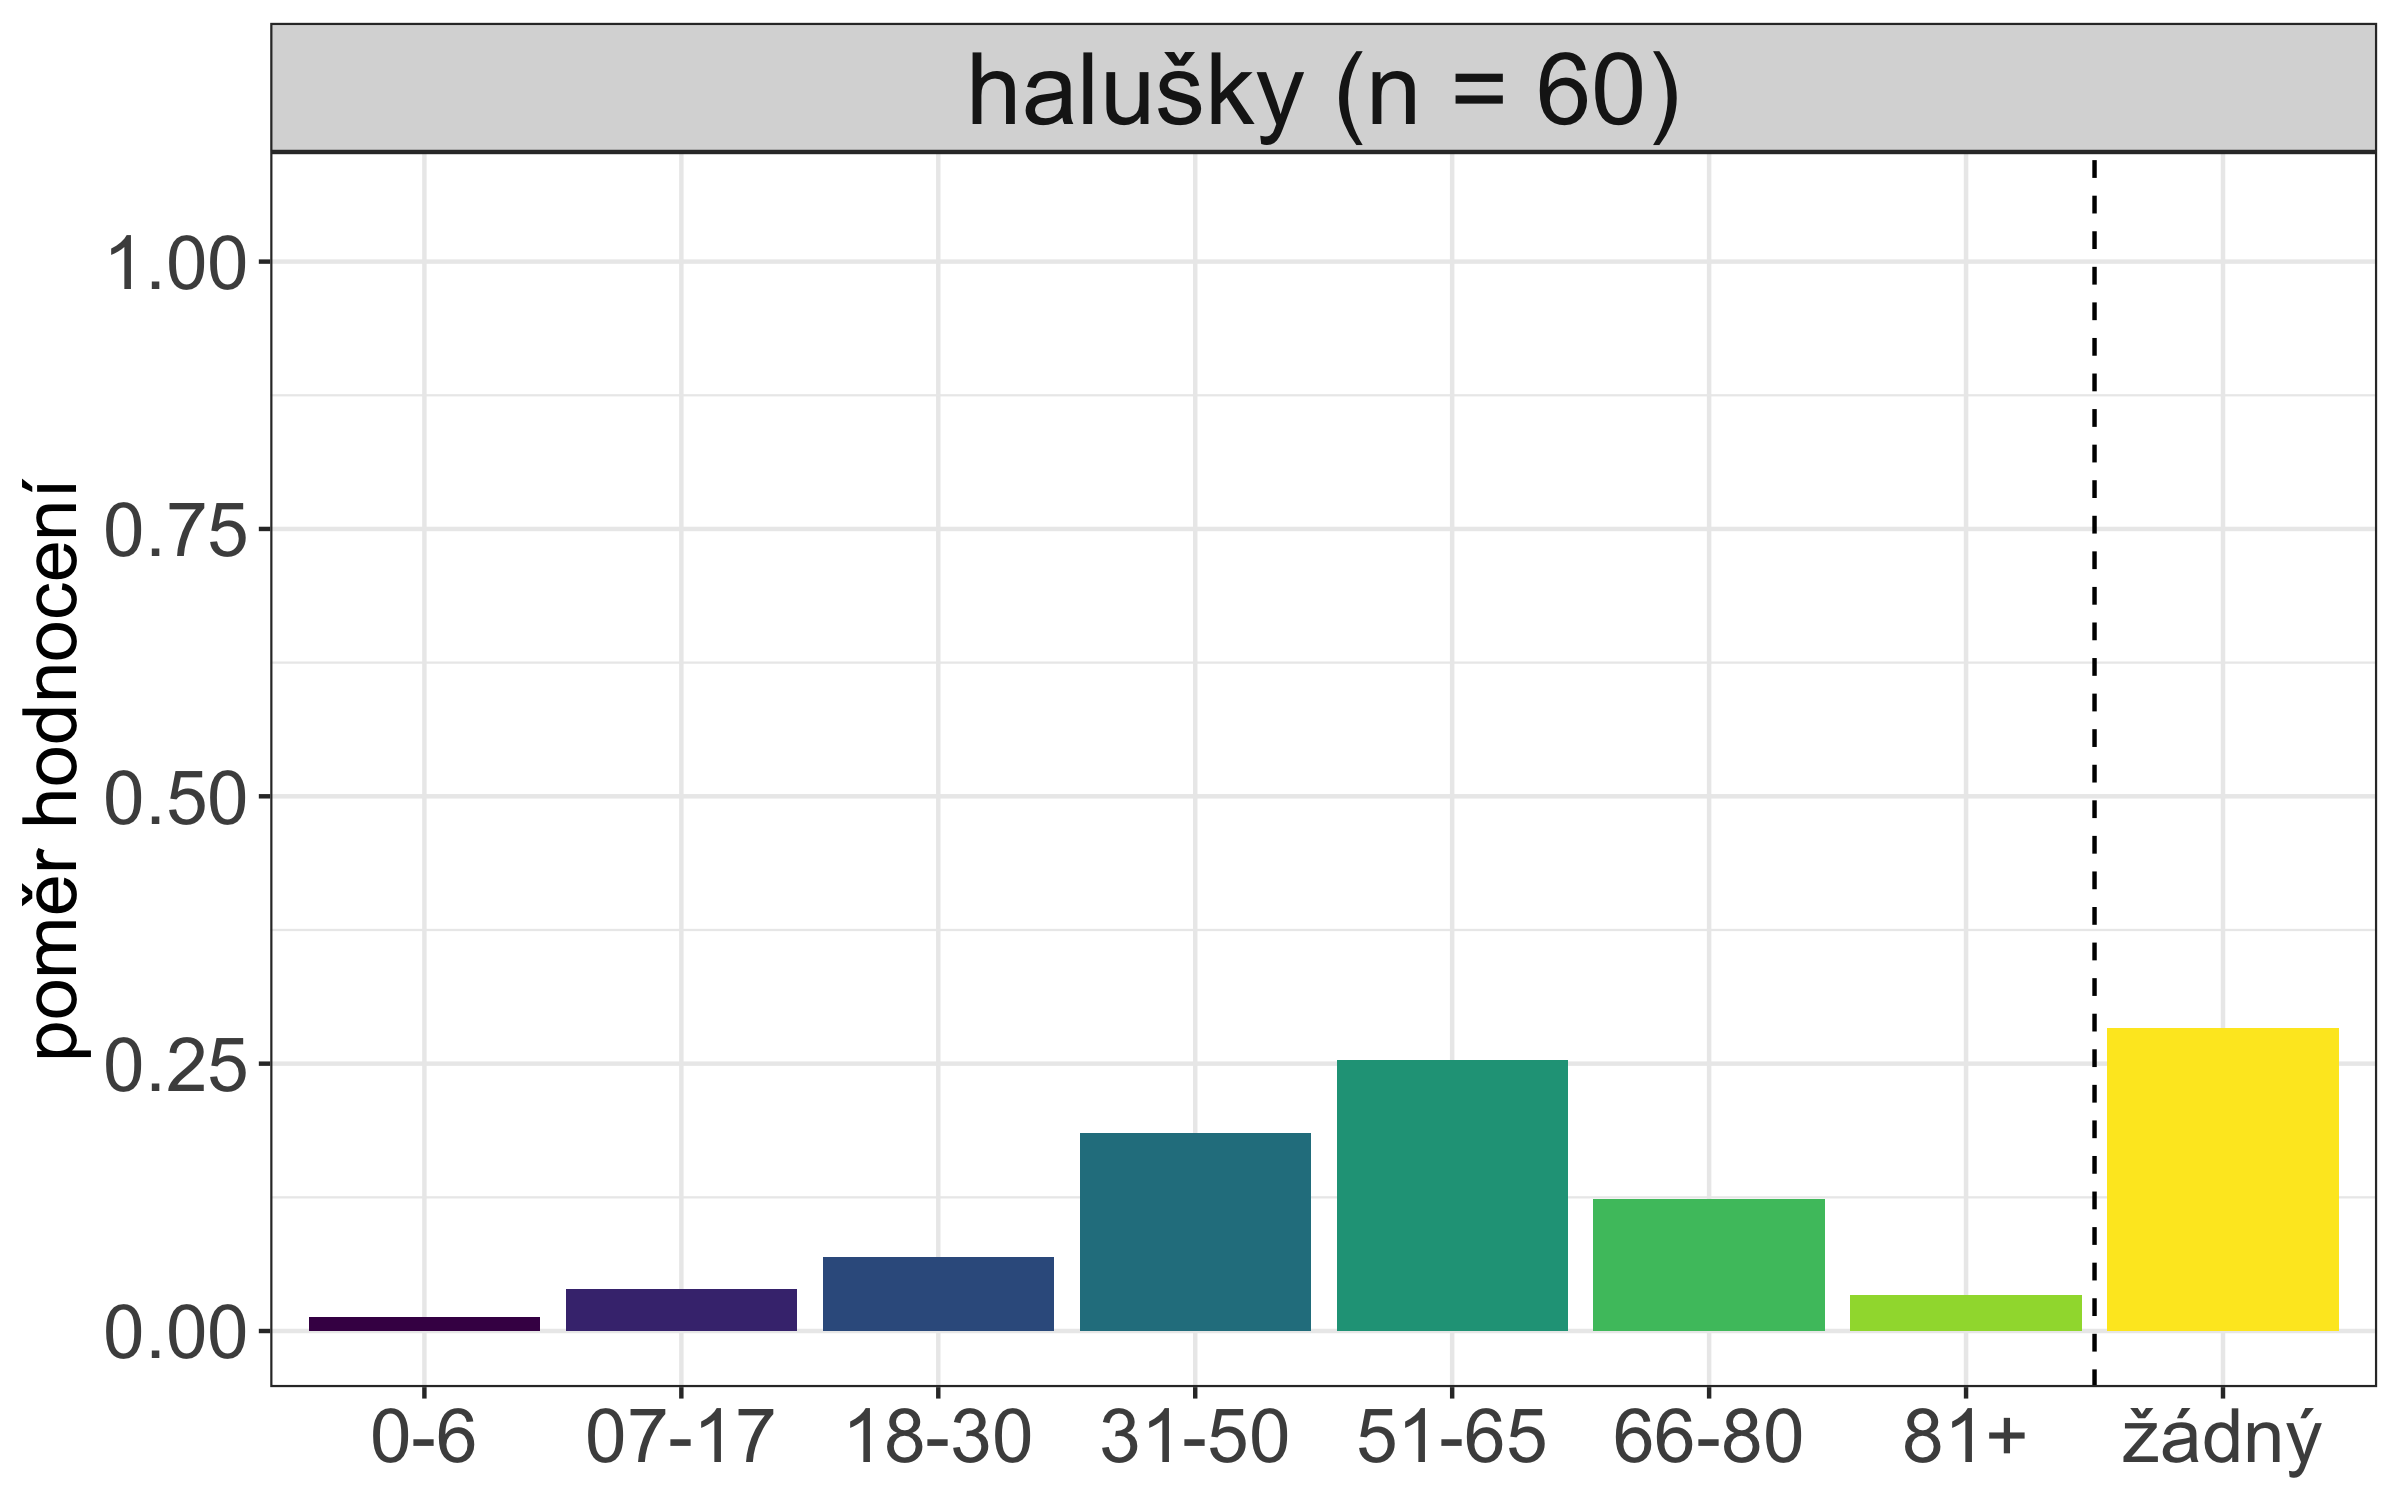 halušky (n = 60)
poměr hodnocení
1.00
0.75
0.50
0.25
0.00
0-6 07-17 18-30 31-50 51-65 66-80 81+ žádný